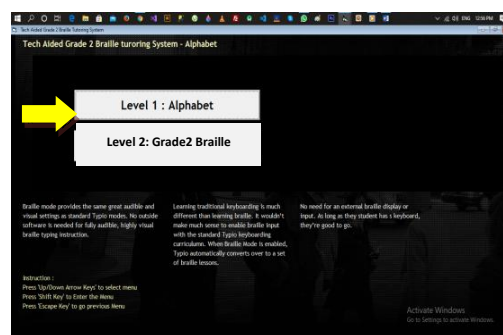 ENG 12:56 PM
Tech Aided Grade 2 Braille Tutoring System
Tech Aided Grade 2 Braille turoring System - Alphabet
Level 1 : Alphabet
Level 2: Grade2 Braille
Braille mode provides the same great audible and
visual settings as standard Typio modes. No outside
software is needed for fully audible, highly visual
braille typing instruction.
Learning traditional keyboarding is much
different than learning braille. It wouldn't
make much sense to enable braille input
with the standard Typio keyboarding
curriculum. When Braille Mode is enabled,
Typio automatically converts over to a set
of braille lessons.
No need for an external braille display or
input. As long as they student has s keyboard,
they're good to go.
Instruction :
Press 'Up/Down Arrow Keys' to select menu
Press 'Shift Key' to Enter the Menu
Press 'Escape Key' to go previous Menu
Activate Windows
Go to Settings to activate Windows.